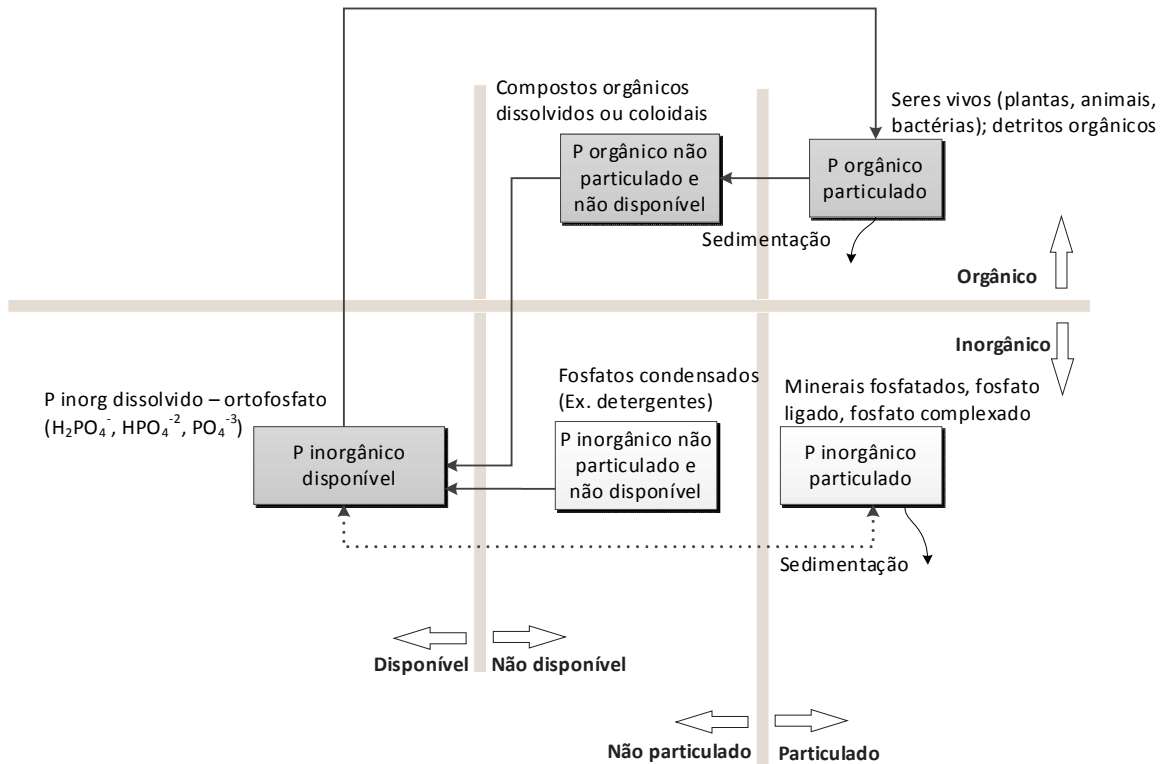 Compostos orgânicos
dissolvidos ou coloidais
Seres vivos (plantas, animais,
bactérias); detritos orgânicos
P orgânico não
particulado e
não disponível
P orgânico
particulado
Sedimentação
Orgânico
Inorgânico
P inorg dissolvido – ortofosfato
(H₂PO₄⁻, HPO₄⁻², PO₄⁻³)
P inorgânico
disponível
Fosfatos condensados
(Ex. detergentes)
P inorgânico não
particulado e
não disponível
Minerais fosfatados, fosfato
ligado, fosfato complexado
P inorgânico
particulado
Sedimentação
Disponível
Não disponível
Não particulado
Particulado